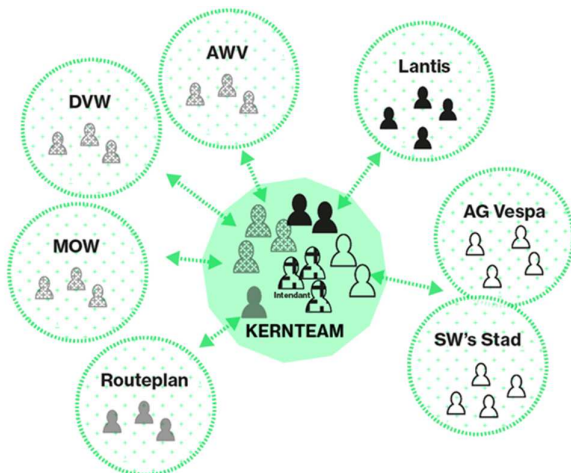 AWV
Lantis
DVW
AG Vespa
MOW
Intendant
KERNTEAM
SW's Stad
Routeplan